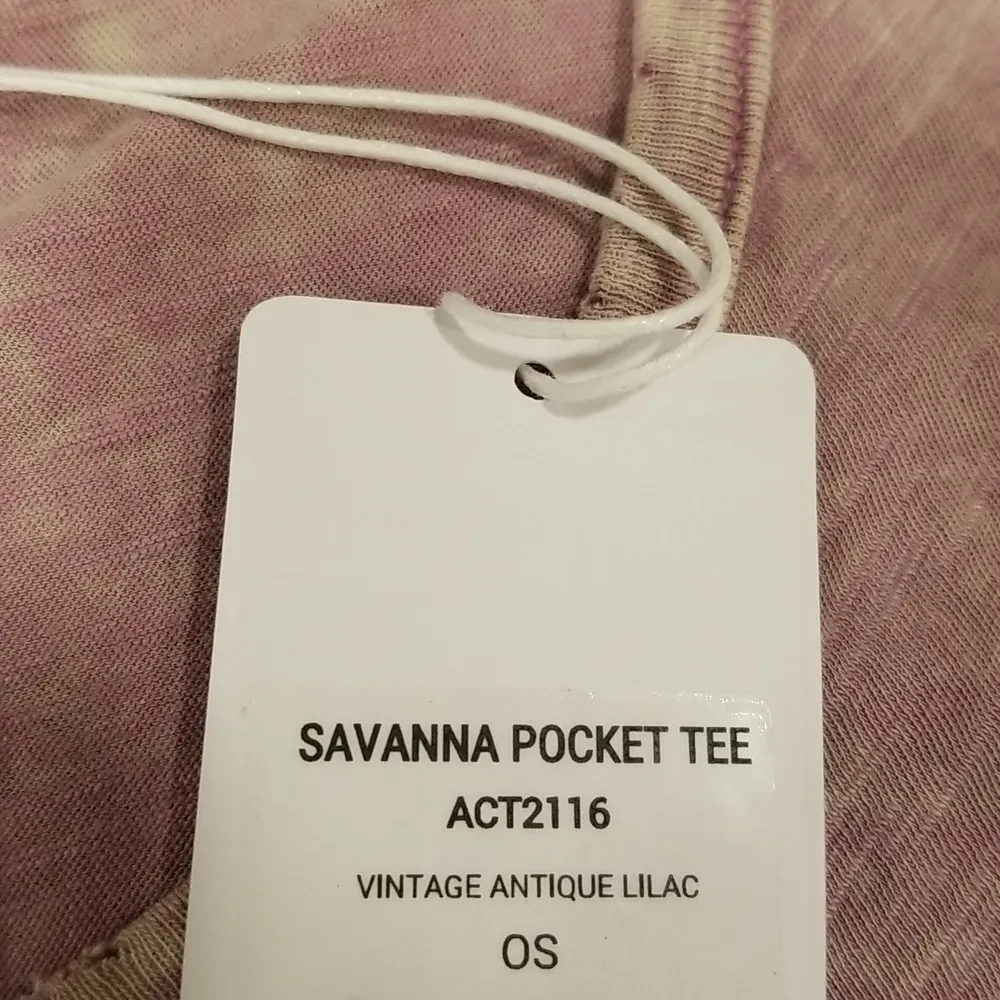 SAVANNA POCKET TEE
ACT2116
VINTAGE ANTIQUE LILAC
OS